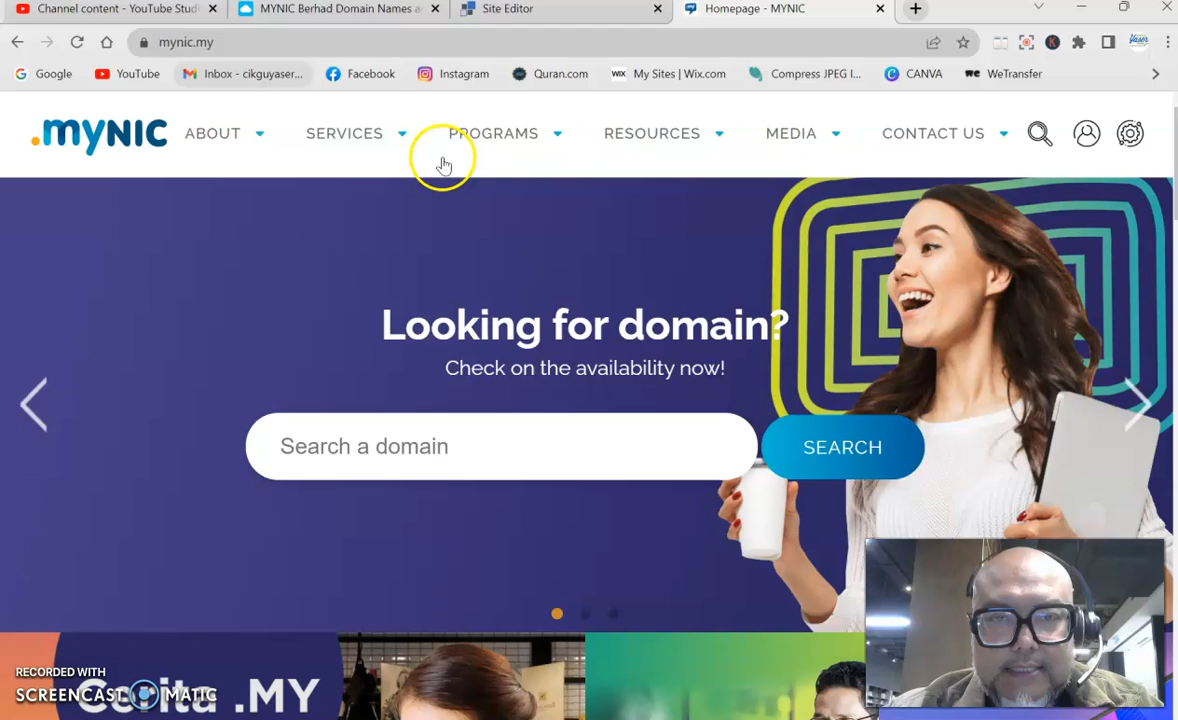 Channel content - YouTube Stud
MYNIC Berhad Domain Names a
Site Editor
Homepage - MYNIC
mynic.my
Google
YouTube
Inbox - cikguyaser...
Facebook
Instagram
Quran.com
WIX My Sites | Wix.com
Compress JPEG I...
CANVA
we WeTransfer
.myNIC
ABOUT
SERVICES
PROGRAMS
RESOURCES
MEDIA
CONTACT US
Looking for domain?
Check on the availability now!
Search a domain
SEARCH
RECORDED WITH
SCREENCAST MATIC
.MY